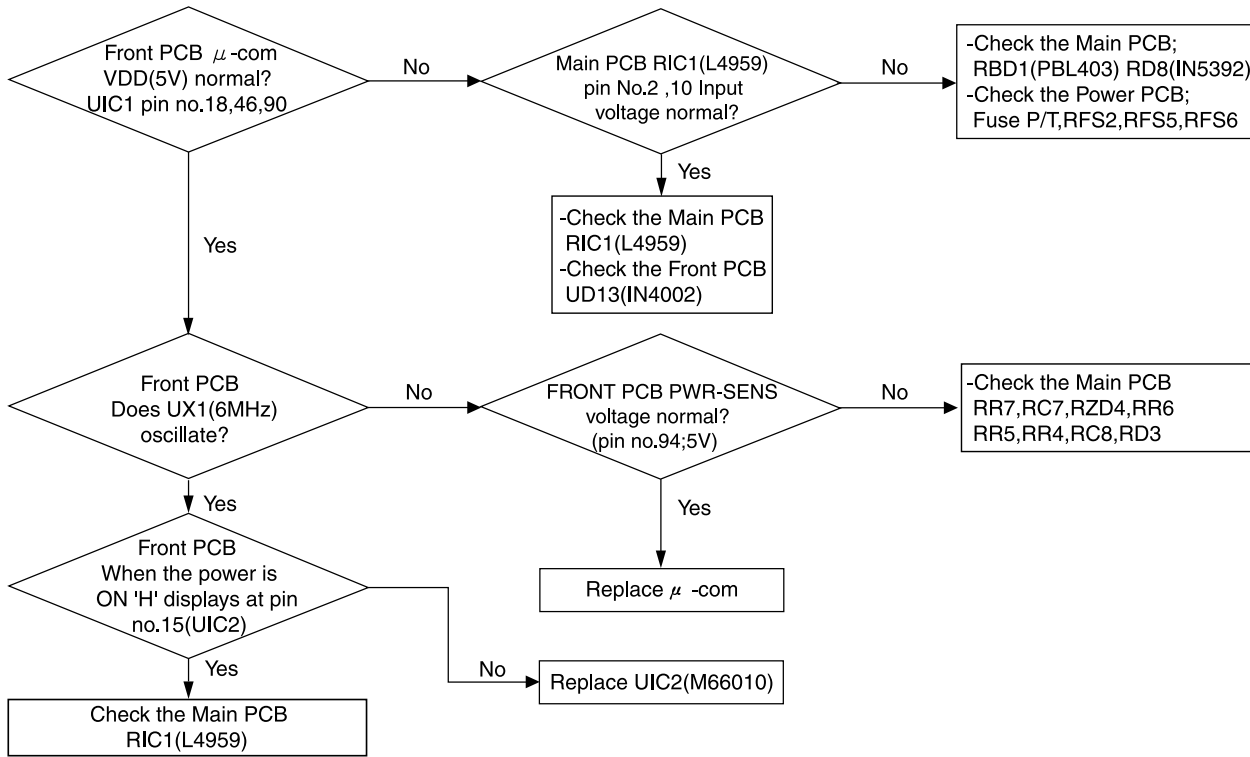 Front PCB μ-com
VDD(5V) normal?
UIC1 pin no.18,46,90
No
Main PCB RIC1(L4959)
pin No.2 ,10 Input
voltage normal?
No
-Check the Main PCB;
RBD1(PBL403) RD8(IN5392)
-Check the Power PCB;
Fuse P/T,RFS2,RFS5,RFS6
Yes
-Check the Main PCB
RIC1(L4959)
-Check the Front PCB
UD13(IN4002)
Yes
Front PCB
Does UX1(6MHz)
oscillate?
No
FRONT PCB PWR-SENS
voltage normal?
(pin no.94;5V)
No
-Check the Main PCB
RR7,RC7,RZD4,RR6
RR5,RR4,RC8,RD3
Yes
Replace μ -com
Yes
Front PCB
When the power is
ON 'H' displays at pin
no.15(UIC2)
No
Replace UIC2(M66010)
Yes
Check the Main PCB
RIC1(L4959)